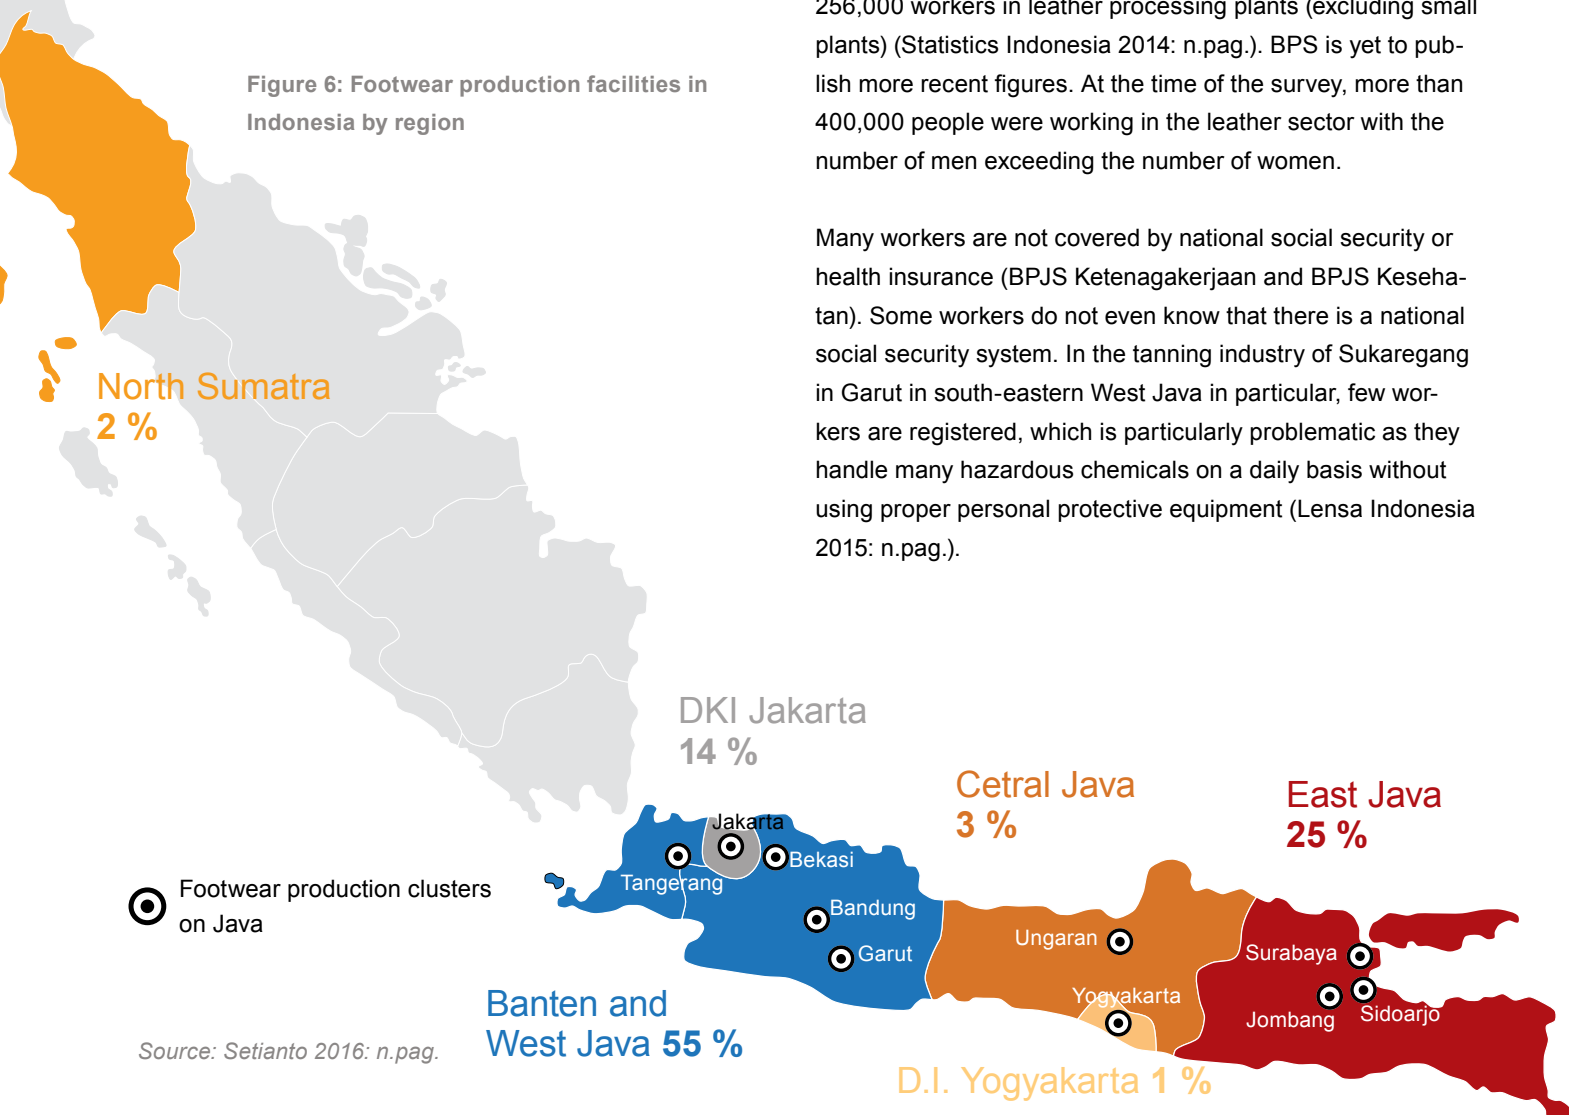 256,000 workers in leather processing plants (excluding small
plants) (Statistics Indonesia 2014: n.pag.). BPS is yet to pub-
lish more recent figures. At the time of the survey, more than
400,000 people were working in the leather sector with the
number of men exceeding the number of women.
Many workers are not covered by national social security or
health insurance (BPJS Ketenagakerjaan and BPJS Keseha-
tan). Some workers do not even know that there is a national
social security system. In the tanning industry of Sukaregang
in Garut in south-eastern West Java in particular, few wor-
kers are registered, which is particularly problematic as they
handle many hazardous chemicals on a daily basis without
using proper personal protective equipment (Lensa Indonesia
2015: n.pag.).
Figure 6: Footwear production facilities in
Indonesia by region
North Sumatra
2 %
DKI Jakarta
14 %
Cetral Java
3 %
East Java
25 %
Jakarta
Bekasi
Tangerang
Bandung
Garut
Ungaran
Yogyakarta
Surabaya
Jombang
Sidoarjo
Footwear production clusters
on Java
Banten and
West Java 55 %
D.I. Yogyakarta 1 %
Source: Setianto 2016: n.pag.